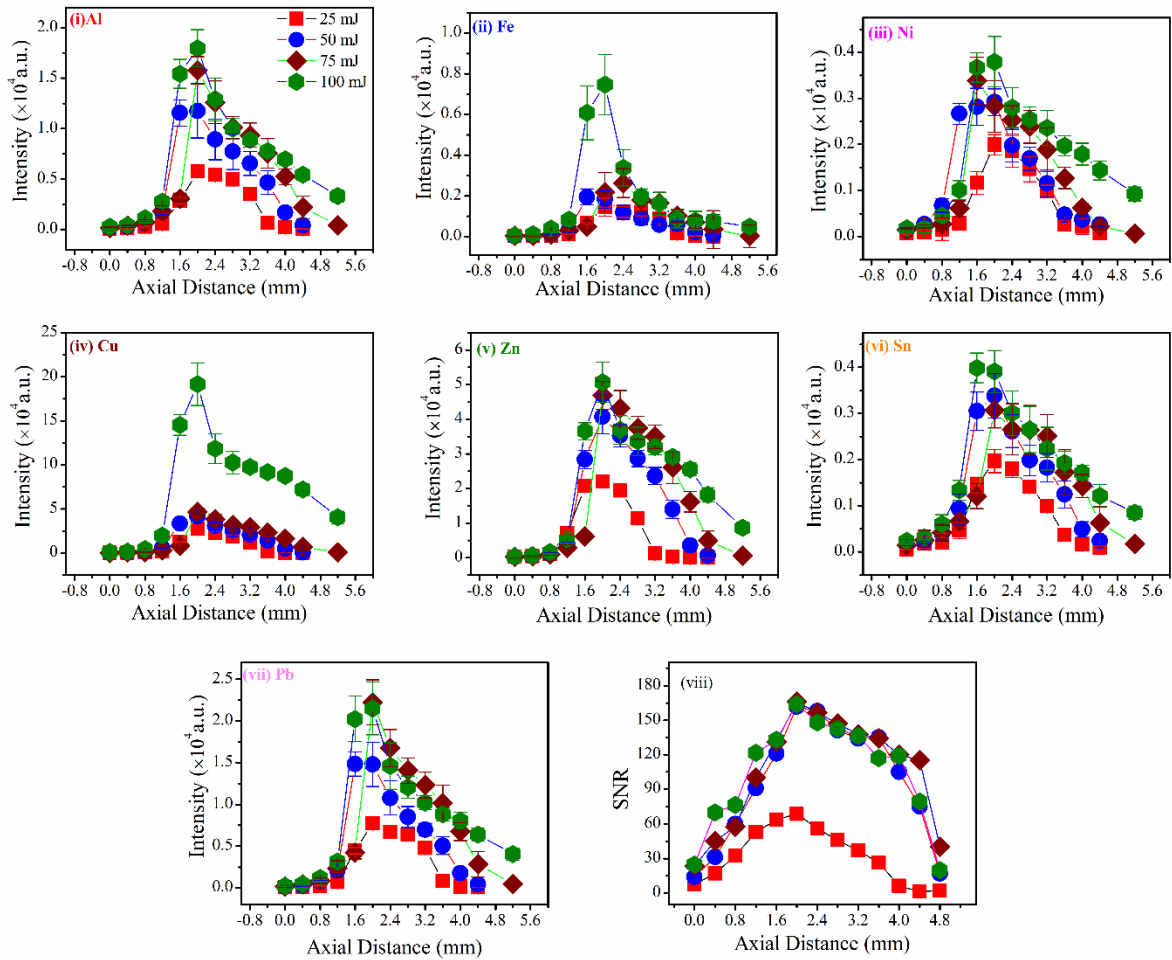 (i)Al
25 mJ
50 mJ
75 mJ
100 mJ
2.0
1.5
1.0
0.5
0.0
Intensity (×10⁴a.u.)
-0.8 0.0 0.8 1.6 2.4 3.2 4.0 4.8 5.6
Axial Distance (mm)
(ii) Fe
1.0
0.8
0.6
0.4
0.2
0.0
Intensity (×10⁴ a.u.)
-0.8 0.0 0.8 1.6 2.4 3.2 4.0 4.8 5.6
Axial Distance (mm)
(iii) Ni
0.4
0.3
0.2
0.1
0.0
Intensity (×10⁴ a.u.)
-0.8 0.0 0.8 1.6 2.4 3.2 4.0 4.8 5.6
Axial Distance (mm)
(iv) Cu
25
20
15
10
5
0
Intensity (×10⁴ a.u.)
-0.8 0.0 0.8 1.6 2.4 3.2 4.0 4.8 5.6
Axial Distance (mm)
(v) Zn
6
5
4
3
2
1
0
Intensity (×10⁴ a.u.)
-0.8 0.0 0.8 1.6 2.4 3.2 4.0 4.8 5.6
Axial Distance (mm)
(vi) Sn
0.4
0.3
0.2
0.1
0.0
Intensity (×10⁴ a.u.)
-0.8 0.0 0.8 1.6 2.4 3.2 4.0 4.8 5.6
Axial Distance (mm)
(vii) Pb
2.5
2.0
1.5
1.0
0.5
0.0
Intensity (×10⁴a.u.)
-0.8 0.0 0.8 1.6 2.4 3.2 4.0 4.8 5.6
Axial Distance (mm)
(viii)
180
150
120
90
60
30
0
SNR
0.0 0.8 1.6 2.4 3.2 4.0 4.8
Axial Distance (mm)